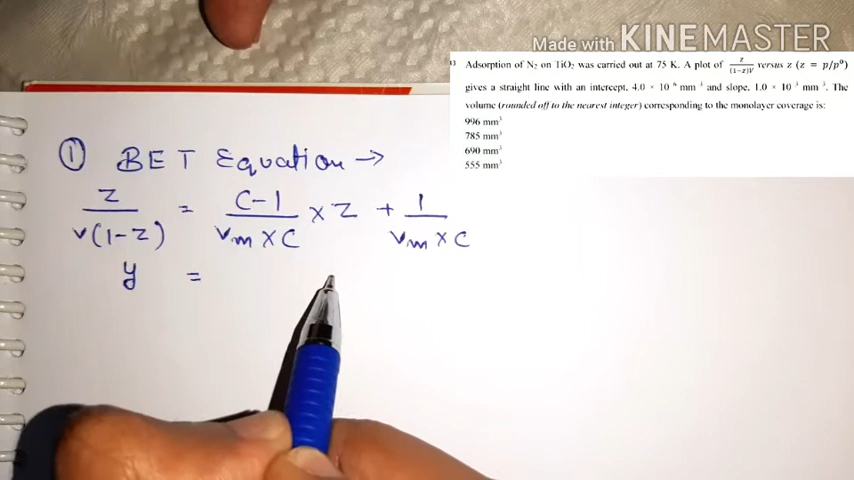 Made with KINEMASTER
13 Adsorption of N₂ on TiO₂ was carried out at 75 K. A plot of z/((1−z)V) versus z (z = p/p⁰)
gives a straight line with an intercept, 4.0 × 10⁻⁶ mm⁻³ and slope, 1.0 × 10⁻³ mm⁻³. The
volume (rounded off to the nearest integer) corresponding to the monolayer coverage is:
996 mm³
785 mm³
690 mm³
555 mm³
① BET Equation →
z/(v(1-z)) = (C-1)/(Vm × C) × z + 1/(Vm × C)
y =